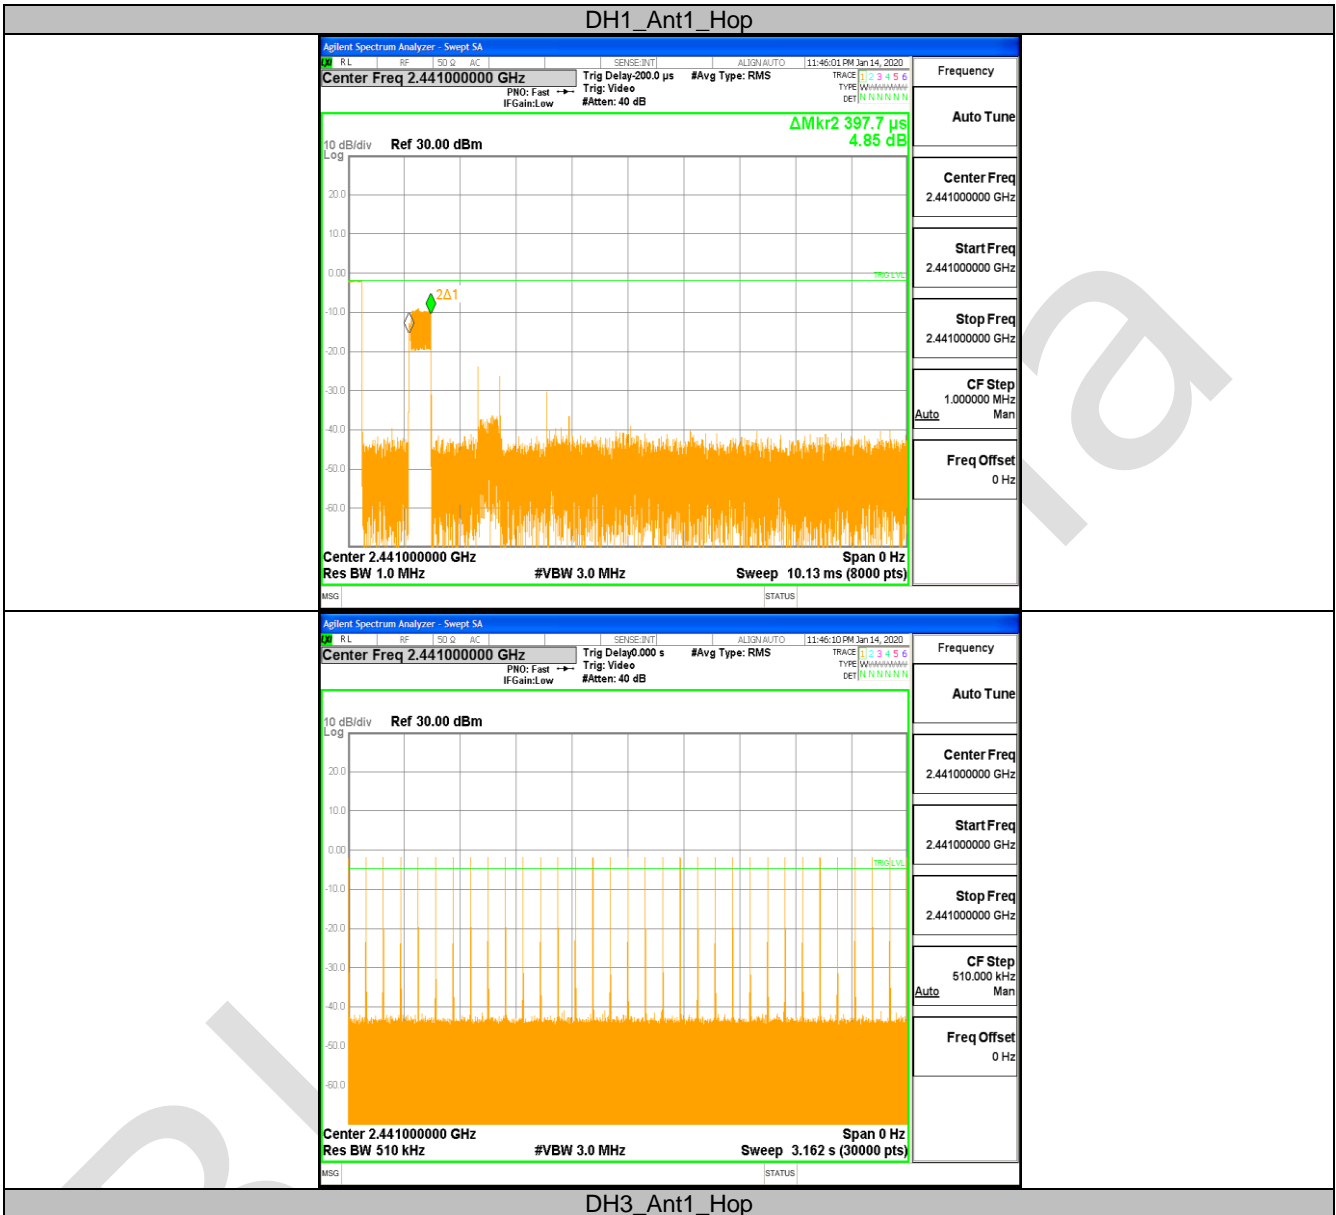 DH1_Ant1_Hop
Agilent Spectrum Analyzer - Swept SA
LXI RL RF 50 Ω AC SENSE:INT ALIGN AUTO 11:46:01 PM Jan 14, 2020
Center Freq 2.441000000 GHz
PNO: Fast
IFGain:Low
Trig Delay-200.0 µs
Trig: Video
#Atten: 40 dB
#Avg Type: RMS
TRACE 1 2 3 4 5 6
TYPE W
DET N N N N N N
ΔMkr2 397.7 µs
4.85 dB
10 dB/div Ref 30.00 dBm
Log
20.0
10.0
0.00
TRIG LVL
2Δ1
-10.0
-20.0
-30.0
-40.0
-50.0
-60.0
Center 2.441000000 GHz Span 0 Hz
Res BW 1.0 MHz #VBW 3.0 MHz Sweep 10.13 ms (8000 pts)
MSG STATUS
Frequency
Auto Tune
Center Freq
2.441000000 GHz
Start Freq
2.441000000 GHz
Stop Freq
2.441000000 GHz
CF Step
1.000000 MHz
Auto Man
Freq Offset
0 Hz
Agilent Spectrum Analyzer - Swept SA
LXI RL RF 50 Ω AC SENSE:INT ALIGN AUTO 11:46:10 PM Jan 14, 2020
Center Freq 2.441000000 GHz
PNO: Fast
IFGain:Low
Trig Delay0.000 s
Trig: Video
#Atten: 40 dB
#Avg Type: RMS
TRACE 1 2 3 4 5 6
TYPE W
DET N N N N N N
10 dB/div Ref 30.00 dBm
Log
20.0
10.0
0.00
TRIG LVL
-10.0
-20.0
-30.0
-40.0
-50.0
-60.0
Center 2.441000000 GHz Span 0 Hz
Res BW 510 kHz #VBW 3.0 MHz Sweep 3.162 s (30000 pts)
MSG STATUS
Frequency
Auto Tune
Center Freq
2.441000000 GHz
Start Freq
2.441000000 GHz
Stop Freq
2.441000000 GHz
CF Step
510.000 kHz
Auto Man
Freq Offset
0 Hz
DH3_Ant1_Hop